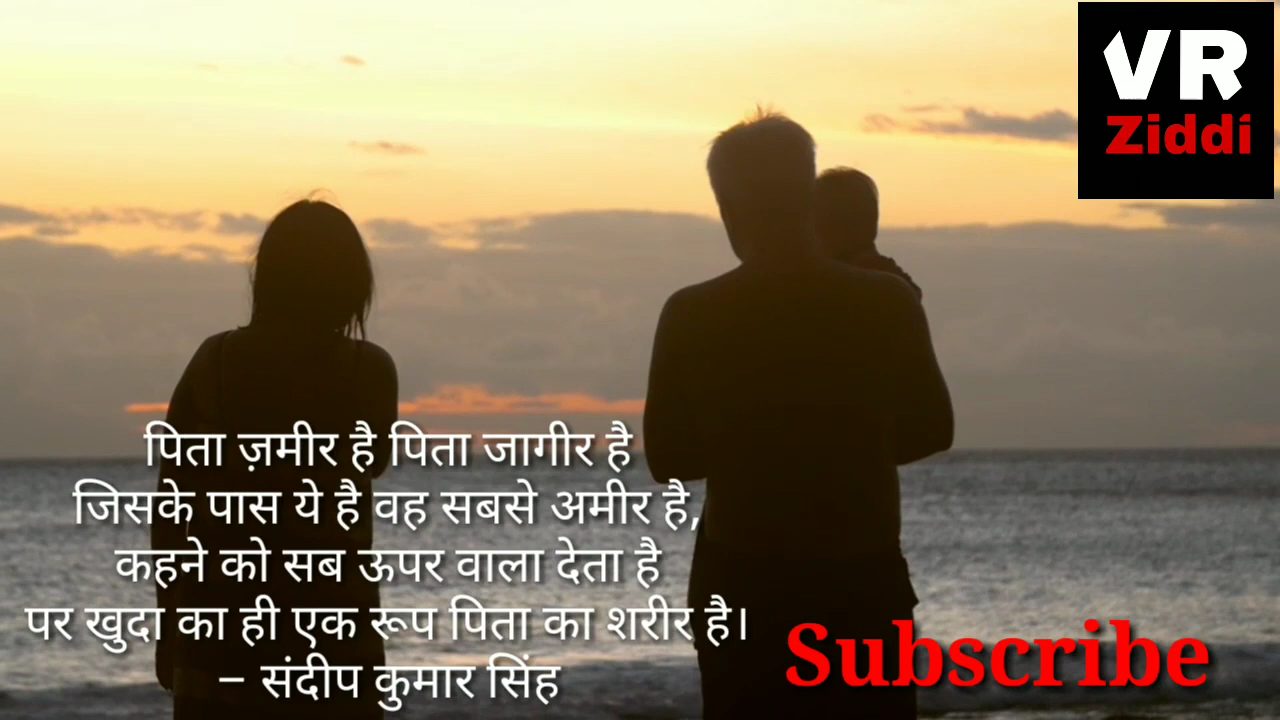 VR
Ziddi
पिता ज़मीर है पिता जागीर है
जिसके पास ये है वह सबसे अमीर है,
कहने को सब ऊपर वाला देता है
पर खुदा का ही एक रूप पिता का शरीर है।
– संदीप कुमार सिंह
Subscribe